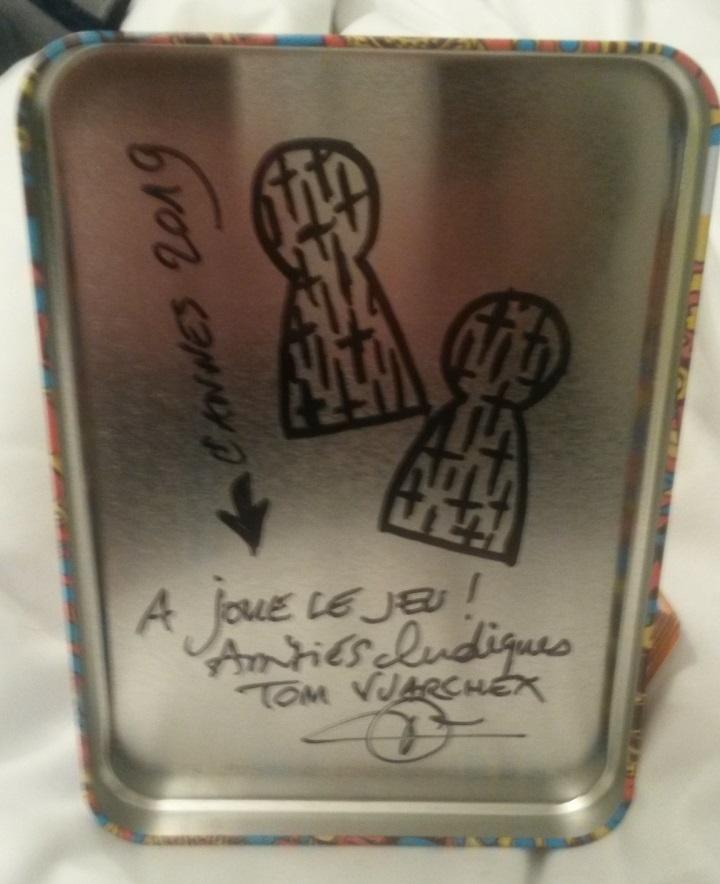 CANNES 2019
A joue LE JEU !
Amitiés ludiques
TOM VUARCHEX